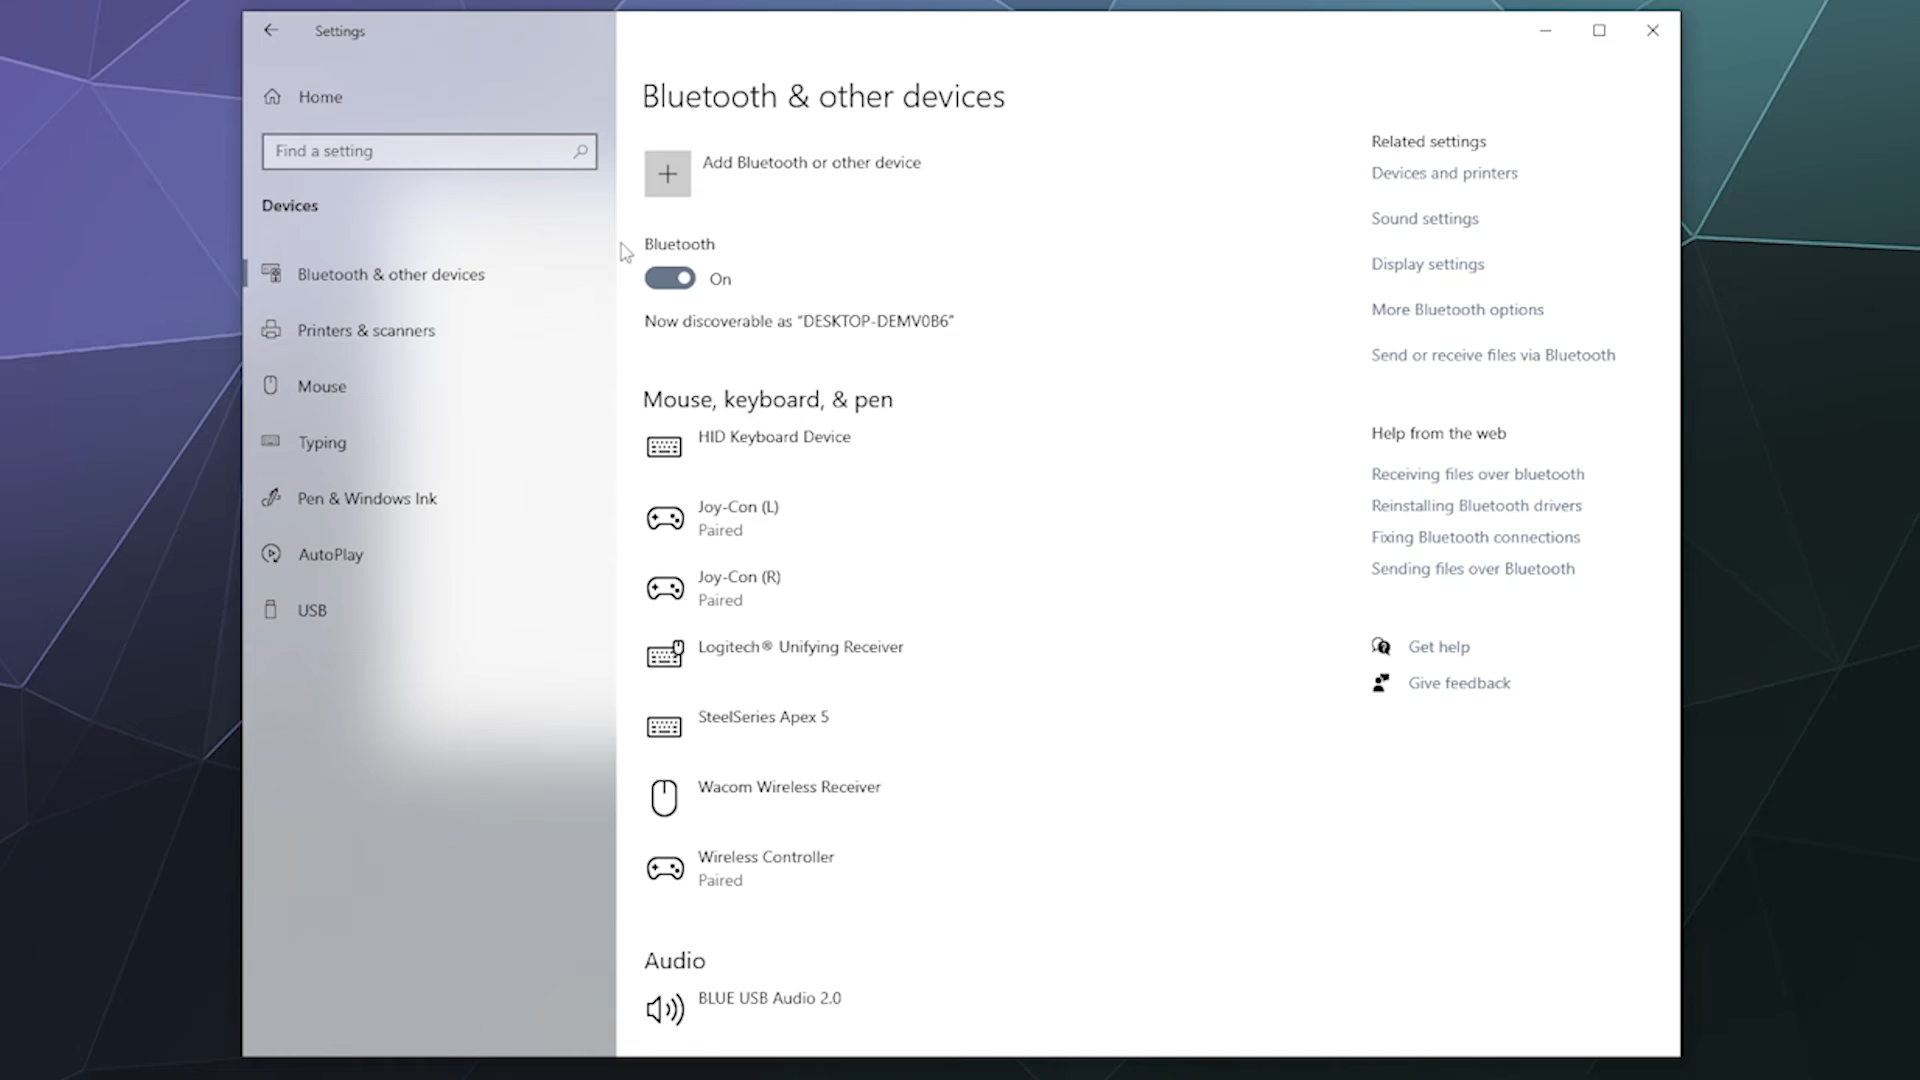 Settings
Home
Find a setting
Devices
Bluetooth & other devices
Printers & scanners
Mouse
Typing
Pen & Windows Ink
AutoPlay
USB
Bluetooth & other devices
Add Bluetooth or other device
Bluetooth
On
Now discoverable as “DESKTOP-DEMV0B6”
Mouse, keyboard, & pen
HID Keyboard Device
Joy-Con (L)
Paired
Joy-Con (R)
Paired
Logitech® Unifying Receiver
SteelSeries Apex 5
Wacom Wireless Receiver
Wireless Controller
Paired
Audio
BLUE USB Audio 2.0
Related settings
Devices and printers
Sound settings
Display settings
More Bluetooth options
Send or receive files via Bluetooth
Help from the web
Receiving files over bluetooth
Reinstalling Bluetooth drivers
Fixing Bluetooth connections
Sending files over Bluetooth
Get help
Give feedback